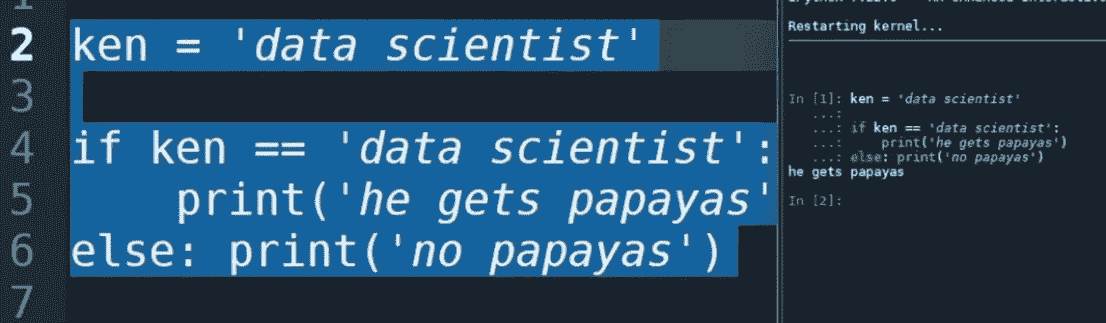 1
2 ken = 'data scientist'
3
4 if ken == 'data scientist':
5     print('he gets papayas'
6 else: print('no papayas')
7
Restarting kernel...
In [1]: ken = 'data scientist'
   ...:
   ...: if ken == 'data scientist':
   ...:     print('he gets papayas')
   ...: else: print('no papayas')
he gets papayas
In [2]: